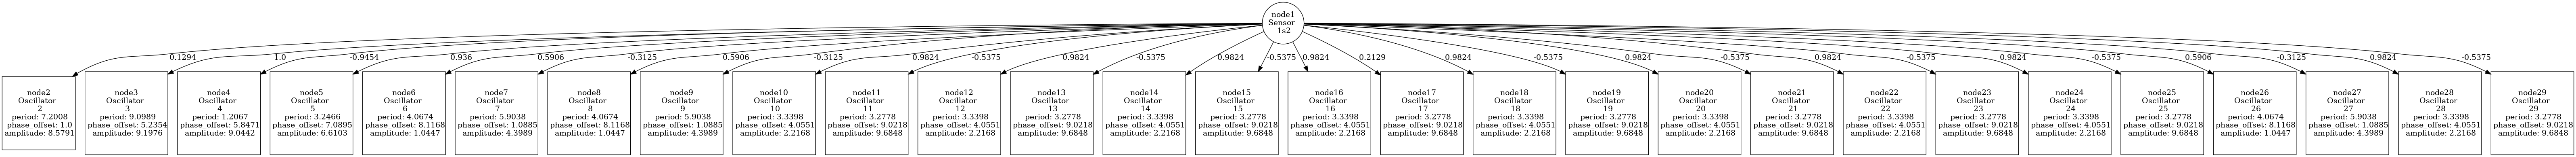 node1
Sensor
1s2
0.1294
1.0
-0.9454
0.936
0.5906
-0.3125
0.5906
-0.3125
0.9824
-0.5375
0.9824
-0.5375
0.9824
-0.5375
0.9824
0.2129
0.9824
-0.5375
0.9824
-0.5375
0.9824
-0.5375
0.9824
-0.5375
0.5906
-0.3125
0.9824
-0.5375
node2
Oscillator
2
period: 7.2008
phase_offset: 1.0
amplitude: 8.5791
node3
Oscillator
3
period: 9.0989
phase_offset: 5.2354
amplitude: 9.1976
node4
Oscillator
4
period: 1.2067
phase_offset: 5.8471
amplitude: 9.0442
node5
Oscillator
5
period: 3.2466
phase_offset: 7.0895
amplitude: 6.6103
node6
Oscillator
6
period: 4.0674
phase_offset: 8.1168
amplitude: 1.0447
node7
Oscillator
7
period: 5.9038
phase_offset: 1.0885
amplitude: 4.3989
node8
Oscillator
8
period: 4.0674
phase_offset: 8.1168
amplitude: 1.0447
node9
Oscillator
9
period: 5.9038
phase_offset: 1.0885
amplitude: 4.3989
node10
Oscillator
10
period: 3.3398
phase_offset: 4.0551
amplitude: 2.2168
node11
Oscillator
11
period: 3.2778
phase_offset: 9.0218
amplitude: 9.6848
node12
Oscillator
12
period: 3.3398
phase_offset: 4.0551
amplitude: 2.2168
node13
Oscillator
13
period: 3.2778
phase_offset: 9.0218
amplitude: 9.6848
node14
Oscillator
14
period: 3.3398
phase_offset: 4.0551
amplitude: 2.2168
node15
Oscillator
15
period: 3.2778
phase_offset: 9.0218
amplitude: 9.6848
node16
Oscillator
16
period: 3.3398
phase_offset: 4.0551
amplitude: 2.2168
node17
Oscillator
17
period: 3.2778
phase_offset: 9.0218
amplitude: 9.6848
node18
Oscillator
18
period: 3.3398
phase_offset: 4.0551
amplitude: 2.2168
node19
Oscillator
19
period: 3.2778
phase_offset: 9.0218
amplitude: 9.6848
node20
Oscillator
20
period: 3.3398
phase_offset: 4.0551
amplitude: 2.2168
node21
Oscillator
21
period: 3.2778
phase_offset: 9.0218
amplitude: 9.6848
node22
Oscillator
22
period: 3.3398
phase_offset: 4.0551
amplitude: 2.2168
node23
Oscillator
23
period: 3.2778
phase_offset: 9.0218
amplitude: 9.6848
node24
Oscillator
24
period: 3.3398
phase_offset: 4.0551
amplitude: 2.2168
node25
Oscillator
25
period: 3.2778
phase_offset: 9.0218
amplitude: 9.6848
node26
Oscillator
26
period: 4.0674
phase_offset: 8.1168
amplitude: 1.0447
node27
Oscillator
27
period: 5.9038
phase_offset: 1.0885
amplitude: 4.3989
node28
Oscillator
28
period: 3.3398
phase_offset: 4.0551
amplitude: 2.2168
node29
Oscillator
29
period: 3.2778
phase_offset: 9.0218
amplitude: 9.6848